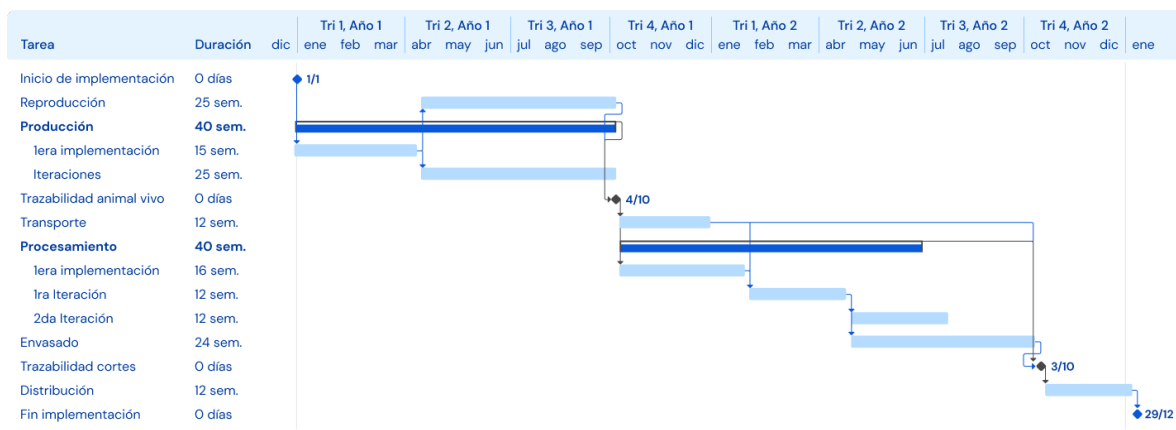 Tri 1, Año 1 Tri 2, Año 1 Tri 3, Año 1 Tri 4, Año 1 Tri 1, Año 2 Tri 2, Año 2 Tri 3, Año 2 Tri 4, Año 2
Tarea Duración dic ene feb mar abr may jun jul ago sep oct nov dic ene feb mar abr may jun jul ago sep oct nov dic ene
Inicio de implementación 0 días 1/1
Reproducción 25 sem.
Producción 40 sem.
1era implementación 15 sem.
Iteraciones 25 sem.
Trazabilidad animal vivo 0 días 4/10
Transporte 12 sem.
Procesamiento 40 sem.
1era implementación 16 sem.
1ra Iteración 12 sem.
2da Iteración 12 sem.
Envasado 24 sem.
Trazabilidad cortes 0 días 3/10
Distribución 12 sem.
Fin implementación 0 días 29/12